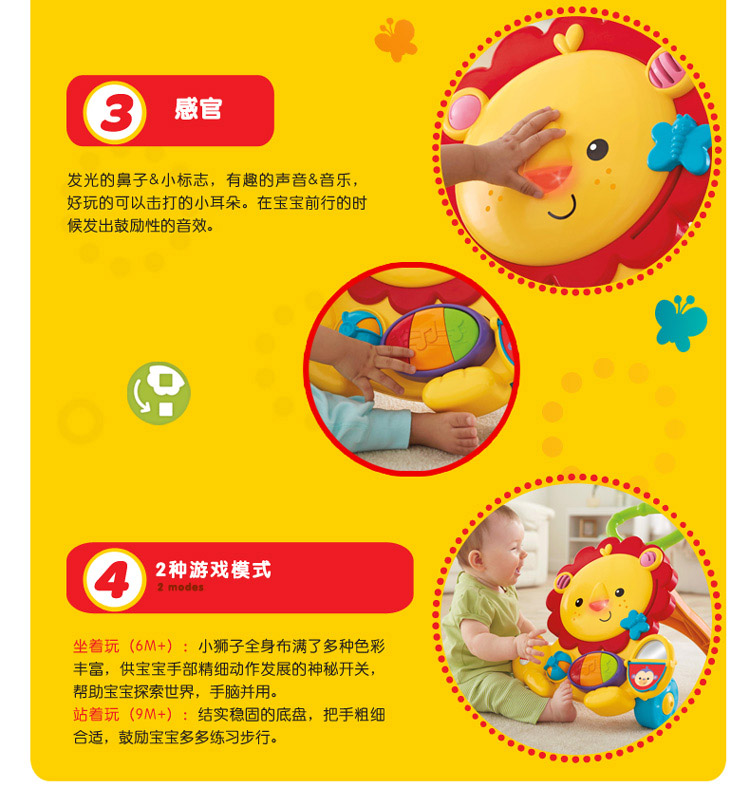 3 感官
发光的鼻子&小标志，有趣的声音&音乐，
好玩的可以击打的小耳朵。在宝宝前行的时
候发出鼓励性的音效。
4 2种游戏模式
2 modes
坐着玩（6M+）：小狮子全身布满了多种色彩
丰富，供宝宝手部精细动作发展的神秘开关，
帮助宝宝探索世界，手脑并用。
站着玩（9M+）：结实稳固的底盘，把手粗细
合适，鼓励宝宝多多练习步行。